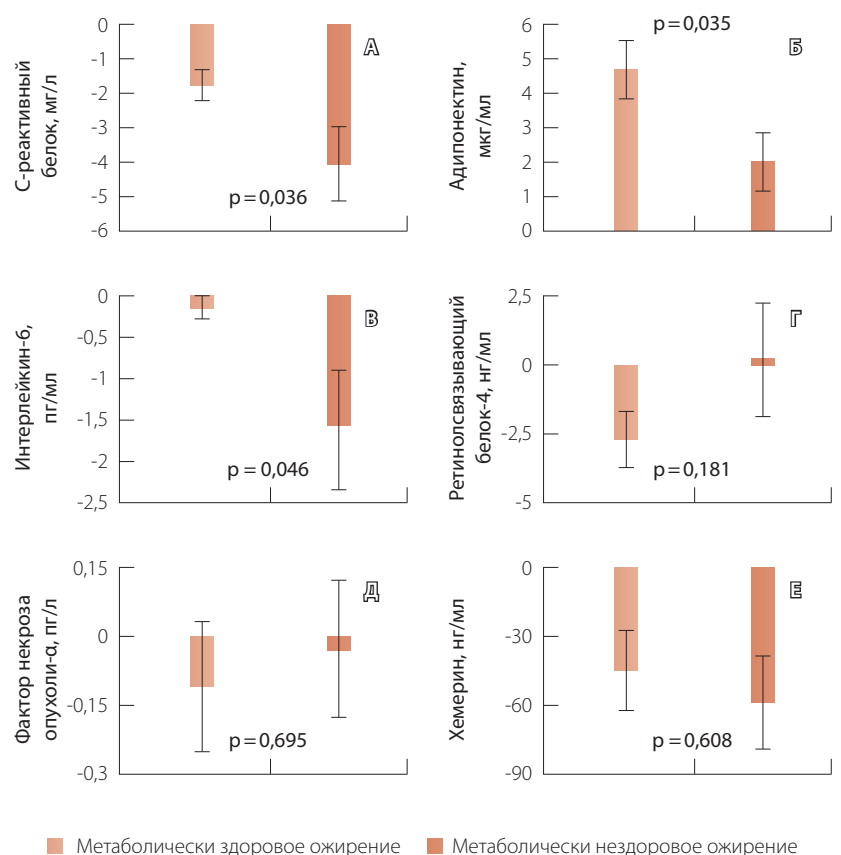 С-реактивный
белок, мг/л
0
-1
-2
-3
-4
-5
-6
А
p=0,036
Адипонектин,
мкг/мл
6
5
4
3
2
1
0
p=0,035
Б
Интерлейкин-6,
пг/мл
0
-0,5
-1
-1,5
-2
-2,5
В
p=0,046
Ретинолсвязывающий
белок-4, нг/мл
2,5
0
-2,5
-5
Г
p=0,181
Фактор некроза
опухоли-α, пг/л
0,15
0
-0,15
-0,3
Д
p=0,695
Хемерин, нг/мл
0
-30
-60
-90
Е
p=0,608
Метаболически здоровое ожирение
Метаболически нездоровое ожирение